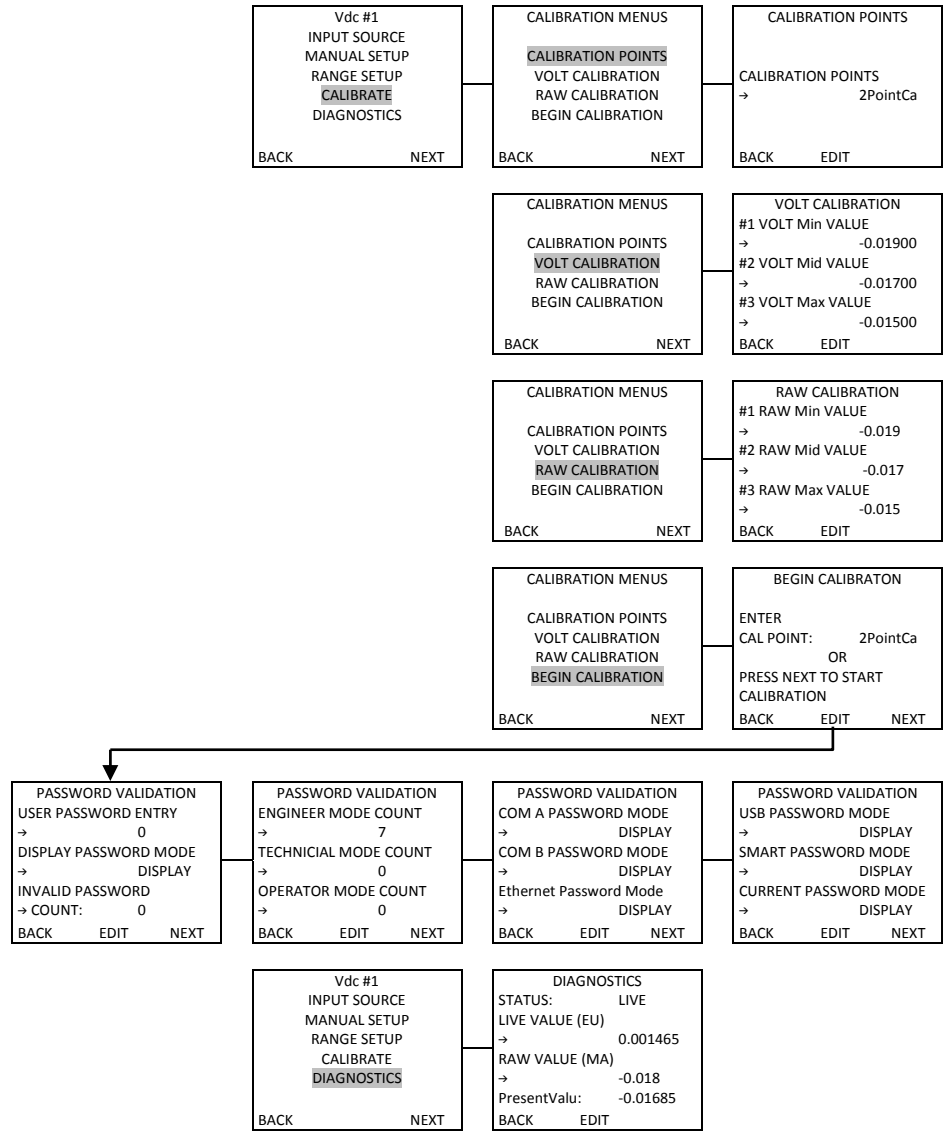 Vdc #1
INPUT SOURCE
MANUAL SETUP
RANGE SETUP
CALIBRATE
DIAGNOSTICS
BACK NEXT
CALIBRATION MENUS
CALIBRATION POINTS
VOLT CALIBRATION
RAW CALIBRATION
BEGIN CALIBRATION
BACK NEXT
CALIBRATION POINTS
CALIBRATION POINTS
→ 2PointCa
BACK EDIT
CALIBRATION MENUS
CALIBRATION POINTS
VOLT CALIBRATION
RAW CALIBRATION
BEGIN CALIBRATION
BACK NEXT
VOLT CALIBRATION
#1 VOLT Min VALUE
→ -0.01900
#2 VOLT Mid VALUE
→ -0.01700
#3 VOLT Max VALUE
→ -0.01500
BACK EDIT
CALIBRATION MENUS
CALIBRATION POINTS
VOLT CALIBRATION
RAW CALIBRATION
BEGIN CALIBRATION
BACK NEXT
RAW CALIBRATION
#1 RAW Min VALUE
→ -0.019
#2 RAW Mid VALUE
→ -0.017
#3 RAW Max VALUE
→ -0.015
BACK EDIT
CALIBRATION MENUS
CALIBRATION POINTS
VOLT CALIBRATION
RAW CALIBRATION
BEGIN CALIBRATION
BACK NEXT
BEGIN CALIBRATON
ENTER
CAL POINT: 2PointCa
OR
PRESS NEXT TO START
CALIBRATION
BACK EDIT NEXT
PASSWORD VALIDATION
USER PASSWORD ENTRY
→ 0
DISPLAY PASSWORD MODE
→ DISPLAY
INVALID PASSWORD
→ COUNT: 0
BACK EDIT NEXT
PASSWORD VALIDATION
ENGINEER MODE COUNT
→ 7
TECHNICIAL MODE COUNT
→ 0
OPERATOR MODE COUNT
→ 0
BACK EDIT NEXT
PASSWORD VALIDATION
COM A PASSWORD MODE
→ DISPLAY
COM B PASSWORD MODE
→ DISPLAY
Ethernet Password Mode
→ DISPLAY
BACK EDIT NEXT
PASSWORD VALIDATION
USB PASSWORD MODE
→ DISPLAY
SMART PASSWORD MODE
→ DISPLAY
CURRENT PASSWORD MODE
→ DISPLAY
BACK EDIT NEXT
Vdc #1
INPUT SOURCE
MANUAL SETUP
RANGE SETUP
CALIBRATE
DIAGNOSTICS
BACK NEXT
DIAGNOSTICS
STATUS: LIVE
LIVE VALUE (EU)
→ 0.001465
RAW VALUE (MA)
→ -0.018
PresentValu: -0.01685
BACK EDIT